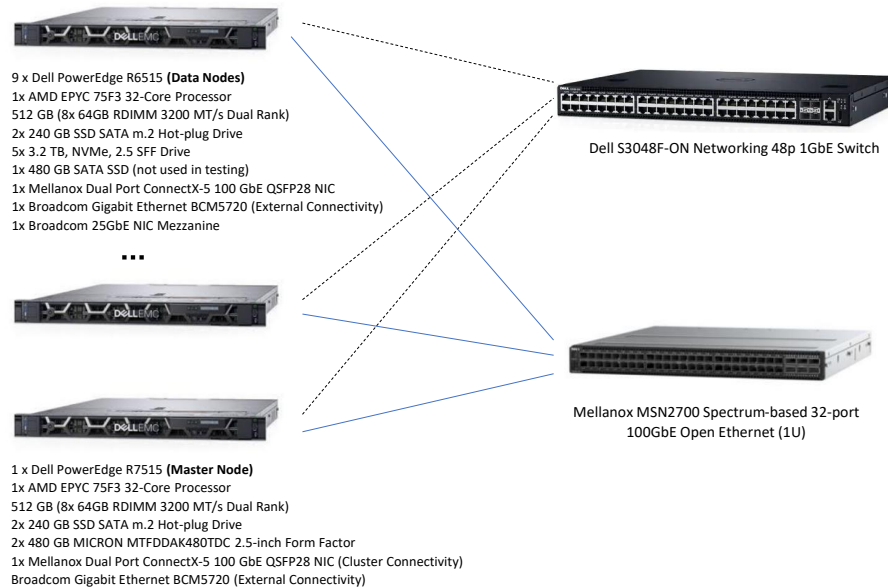 DELLEMC
9 x Dell PowerEdge R6515 (Data Nodes)
1x AMD EPYC 75F3 32-Core Processor
512 GB (8x 64GB RDIMM 3200 MT/s Dual Rank)
2x 240 GB SSD SATA m.2 Hot-plug Drive
5x 3.2 TB, NVMe, 2.5 SFF Drive
1x 480 GB SATA SSD (not used in testing)
1x Mellanox Dual Port ConnectX-5 100 GbE QSFP28 NIC
1x Broadcom Gigabit Ethernet BCM5720 (External Connectivity)
1x Broadcom 25GbE NIC Mezzanine
...
DELLEMC
DELLEMC
1 x Dell PowerEdge R7515 (Master Node)
1x AMD EPYC 75F3 32-Core Processor
512 GB (8x 64GB RDIMM 3200 MT/s Dual Rank)
2x 240 GB SSD SATA m.2 Hot-plug Drive
2x 480 GB MICRON MTFDDAK480TDC 2.5-inch Form Factor
1x Mellanox Dual Port ConnectX-5 100 GbE QSFP28 NIC (Cluster Connectivity)
Broadcom Gigabit Ethernet BCM5720 (External Connectivity)
Dell S3048F-ON Networking 48p 1GbE Switch
Mellanox MSN2700 Spectrum-based 32-port
100GbE Open Ethernet (1U)